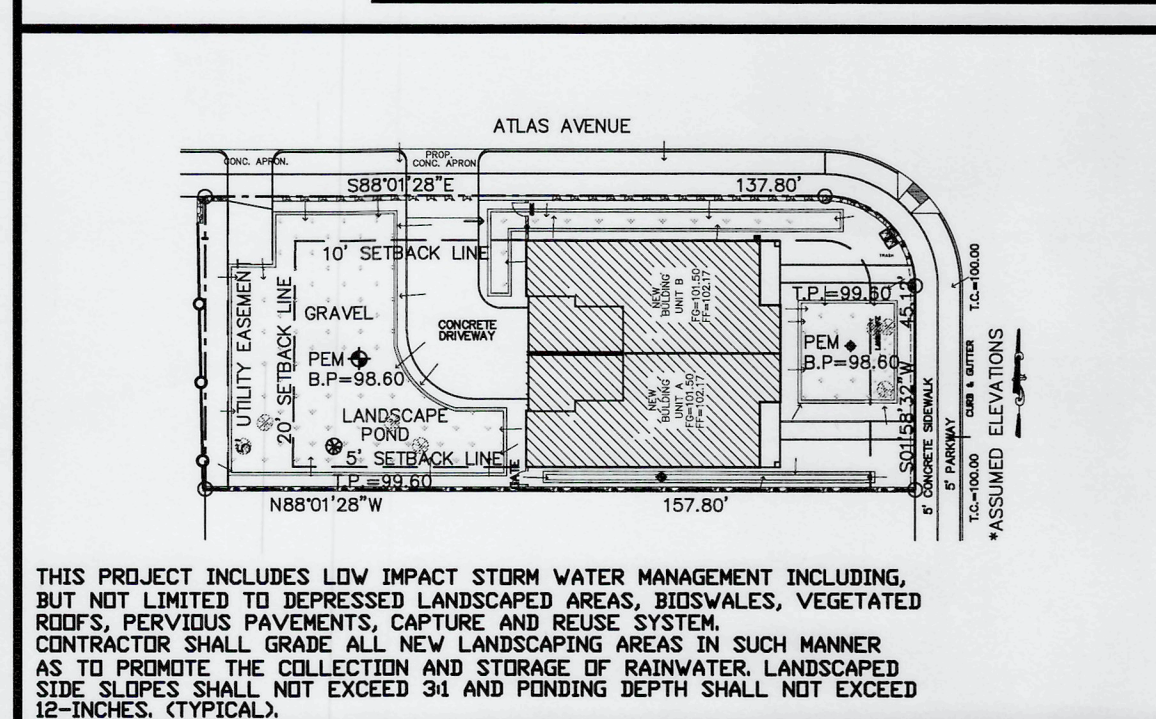 ATLAS AVENUE
CONC. APRON.
PROP.
CONC. APRON
S88°01'28"E
137.80'
10' SETBACK LINE
5' UTILITY EASEMENT
20' SETBACK LINE
GRAVEL
CONCRETE
DRIVEWAY
PEM
B.P=98.60
LANDSCAPE
POND
5' SETBACK LINE
T.P.=99.60
GATE
NEW
BUILDING
UNIT B
FG=101.50
FF=102.17
NEW
BUILDING
UNIT A
FG=101.50
FF=102.17
TRASH
T.P.=99.60
PEM
B.P=98.60
LANDSCAPE
S01°58'32"W 45.12'
5' CONCRETE SIDEWALK
5' PARKWAY
T.C.=100.00 CURB & GUTTER T.C.=100.00
*ASSUMED ELEVATIONS
N88°01'28"W
157.80'
THIS PROJECT INCLUDES LOW IMPACT STORM WATER MANAGEMENT INCLUDING,
BUT NOT LIMITED TO DEPRESSED LANDSCAPED AREAS, BIOSWALES, VEGETATED
ROOFS, PERVIOUS PAVEMENTS, CAPTURE AND REUSE SYSTEM.
CONTRACTOR SHALL GRADE ALL NEW LANDSCAPING AREAS IN SUCH MANNER
AS TO PROMOTE THE COLLECTION AND STORAGE OF RAINWATER. LANDSCAPED
SIDE SLOPES SHALL NOT EXCEED 3:1 AND PONDING DEPTH SHALL NOT EXCEED
12-INCHES. (TYPICAL).